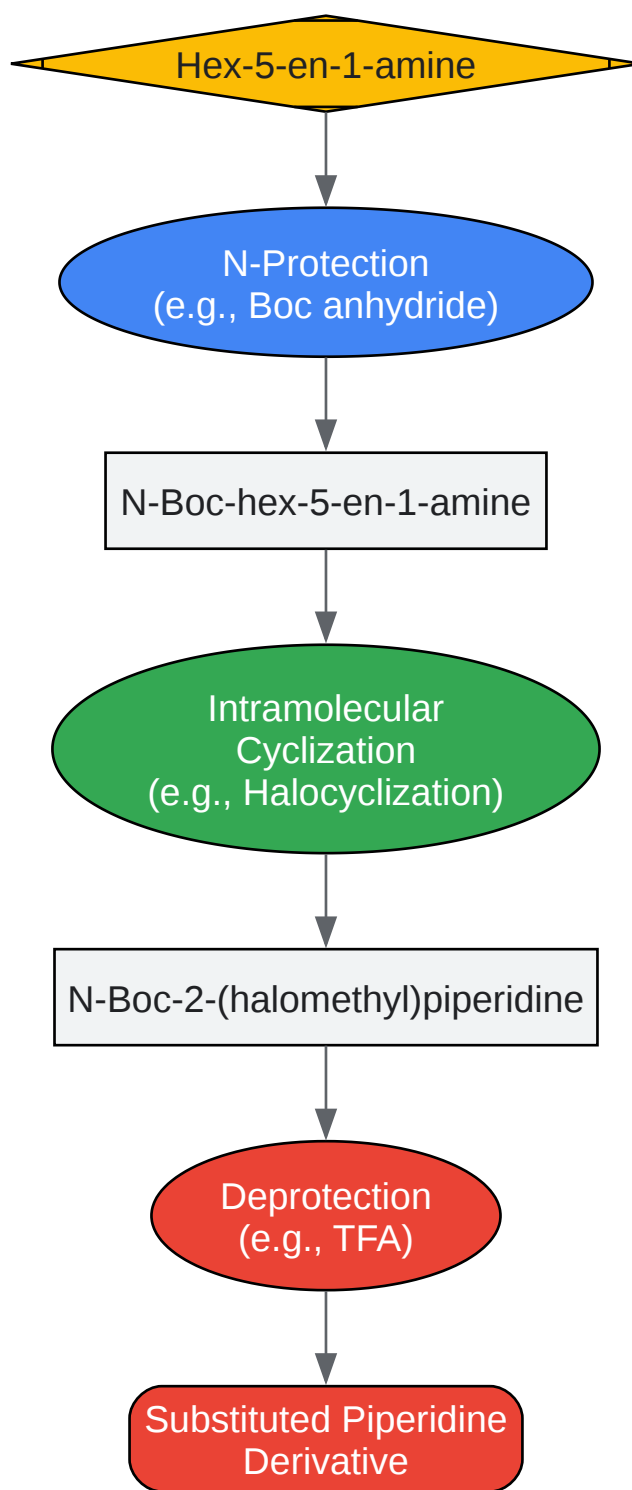 Hex-5-en-1-amine
N-Protection
(e.g., Boc anhydride)
N-Boc-hex-5-en-1-amine
Intramolecular
Cyclization
(e.g., Halocyclization)
N-Boc-2-(halomethyl)piperidine
Deprotection
(e.g., TFA)
Substituted Piperidine
Derivative